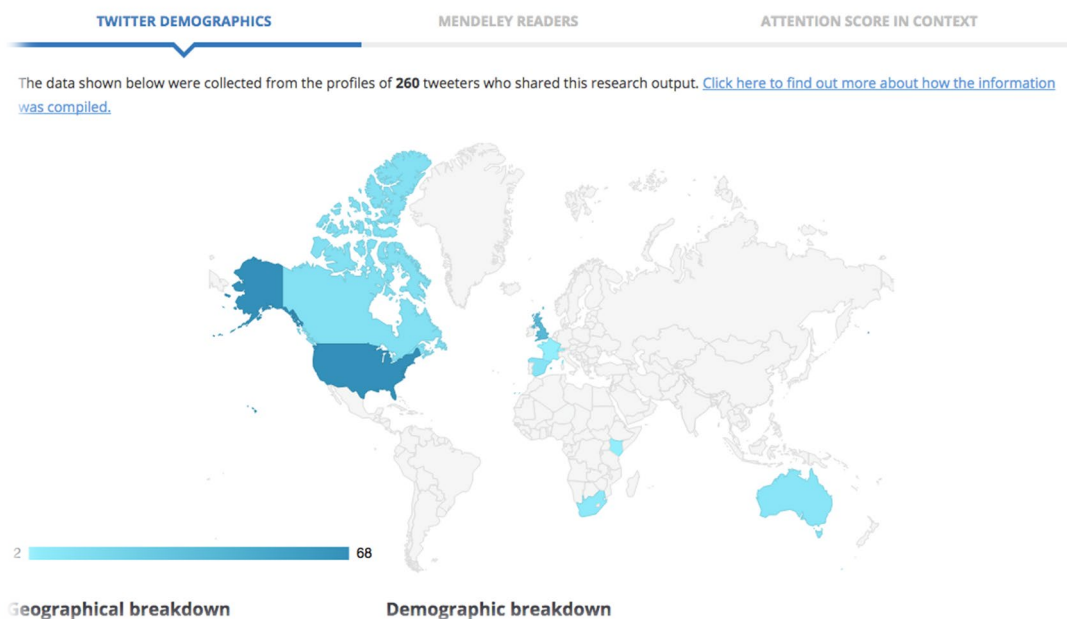 TWITTER DEMOGRAPHICS
MENDELEY READERS
ATTENTION SCORE IN CONTEXT
The data shown below were collected from the profiles of 260 tweeters who shared this research output. Click here to find out more about how the information
was compiled.
2
68
Geographical breakdown
Demographic breakdown